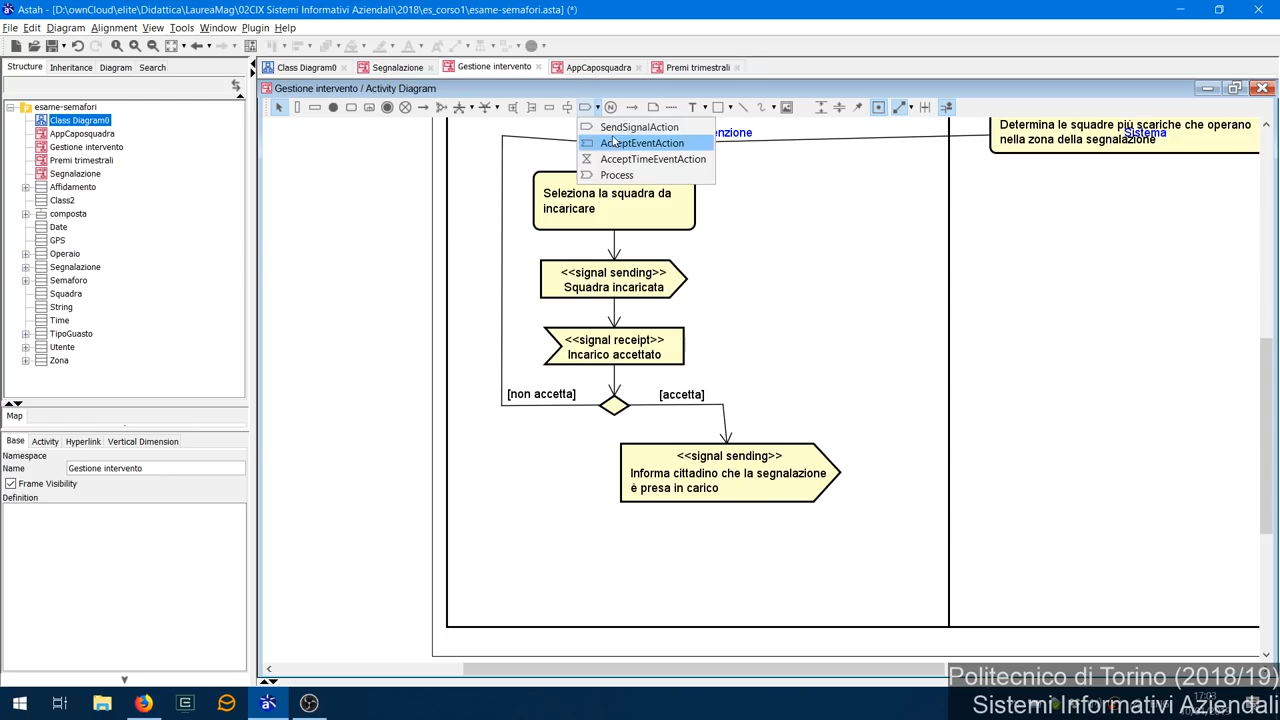 Astah - [D:\ownCloud\elite\Didattica\LaureaMag\02CIX Sistemi Informativi Aziendali\2018\es_corso1\esame-semafori.asta] (*)
File Edit Diagram Alignment View Tools Window Plugin Help
Structure Inheritance Diagram Search
Class Diagram0 Segnalazione Gestione intervento AppCaposquadra Premi trimestrali
Gestione intervento / Activity Diagram
esame-semafori
Class Diagram0
AppCaposquadra
Gestione intervento
Premi trimestrali
Segnalazione
Affidamento
Class2
composta
Date
GPS
Operaio
Segnalazione
Semaforo
Squadra
String
Time
TipoGuasto
Utente
Zona
Map
Base Activity Hyperlink Vertical Dimension
Namespace
Name Gestione intervento
Frame Visibility
Definition
SendSignalAction
AcceptEventAction
AcceptTimeEventAction
Process
enzione
Sistema
Determina le squadre più scariche che operano
nella zona della segnalazione
Seleziona la squadra da
incaricare
<<signal sending>>
Squadra incaricata
<<signal receipt>>
Incarico accettato
[non accetta]
[accetta]
<<signal sending>>
Informa cittadino che la segnalazione
è presa in carico
Politecnico di Torino (2018/19)
17:03
Sistemi Informativi Aziendali